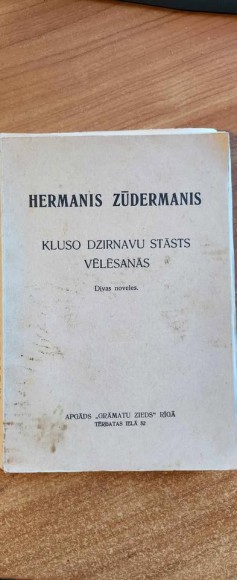 HERMANIS ZŪDERMANIS
KLUSO DZIRNAVU STĀSTS
VĒLĒŠANĀS
Divas noveles.
APGĀDS „GRĀMATU ZIEDS" RĪGĀ
TĒRBATAS IELĀ 32